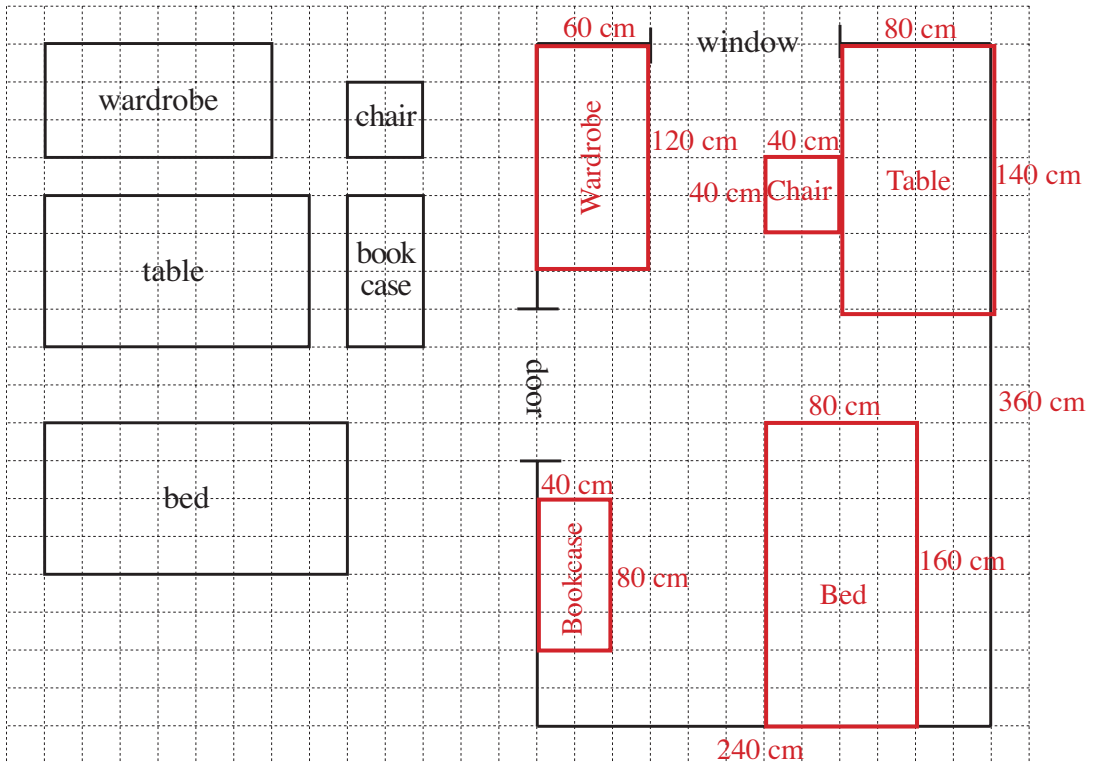 wardrobe
chair
table
book
case
bed
60 cm
window
80 cm
Wardrobe
120 cm
40 cm
40 cm
Chair
Table
140 cm
door
80 cm
360 cm
40 cm
Bookcase
80 cm
160 cm
Bed
240 cm